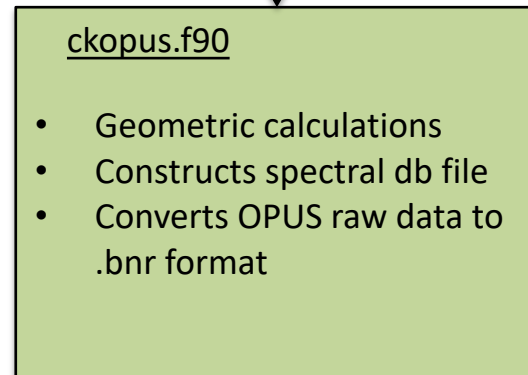 ckopus.f90
• Geometric calculations
• Constructs spectral db file
• Converts OPUS raw data to
.bnr format